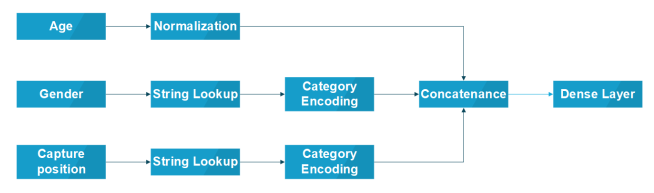 Age
Normalization
Gender
String Lookup
Category
Encoding
Concatenance
Dense Layer
Capture
position
String Lookup
Category
Encoding